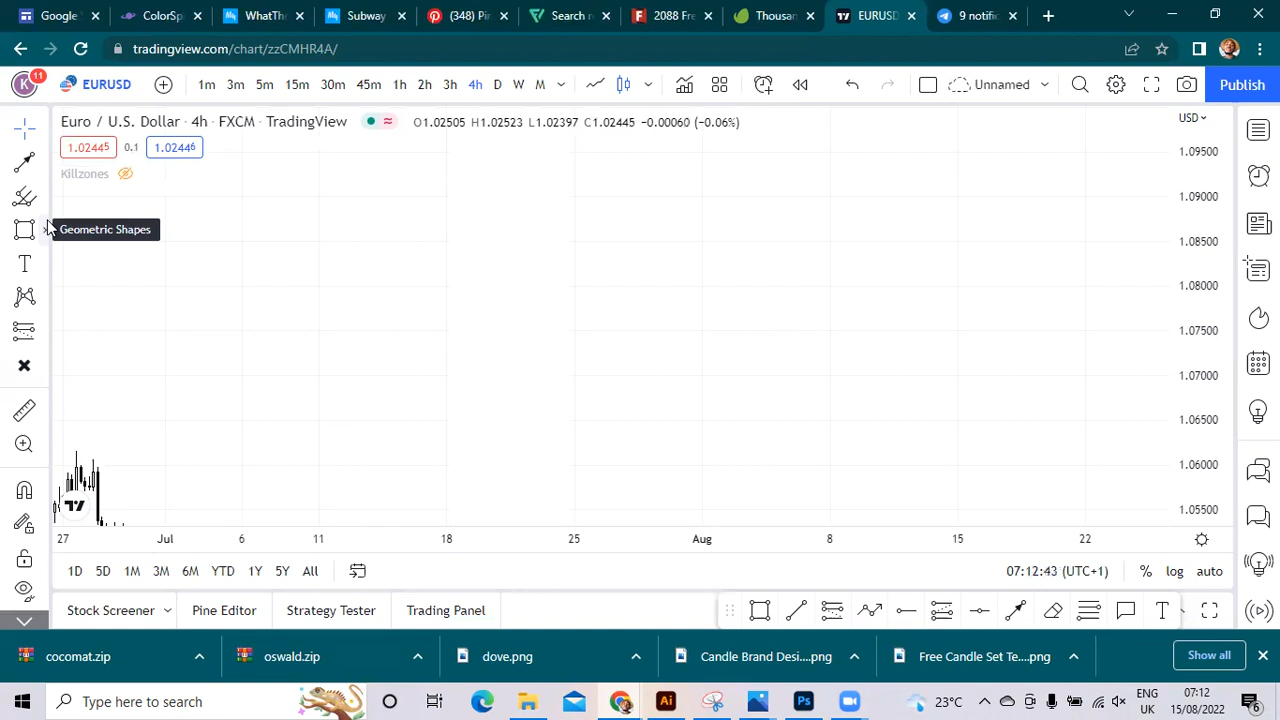 Google
ColorSp
WhatThe
Subway
(348) Pin
Search re
2088 Fre
Thousan
EURUSD
9 notific
tradingview.com/chart/zzCMHR4A/
K 11 EURUSD 1m 3m 5m 15m 30m 45m 1h 2h 3h 4h D W M Unnamed Publish
Euro / U.S. Dollar · 4h · FXCM · TradingView O1.02505 H1.02523 L1.02397 C1.02445 -0.00060 (-0.06%) USD
1.02445 0.1 1.02446
Killzones
Geometric Shapes
T
1.09500
1.09000
1.08500
1.08000
1.07500
1.07000
1.06500
1.06000
1.05500
27 Jul 6 11 18 25 Aug 8 15 22
1D 5D 1M 3M 6M YTD 1Y 5Y All 07:12:43 (UTC+1) % log auto
Stock Screener Pine Editor Strategy Tester Trading Panel T
cocomat.zip oswald.zip dove.png Candle Brand Desi....png Free Candle Set Te....png Show all
Type here to search Ai Ps 23°C ENG 07:12
UK 15/08/2022 6